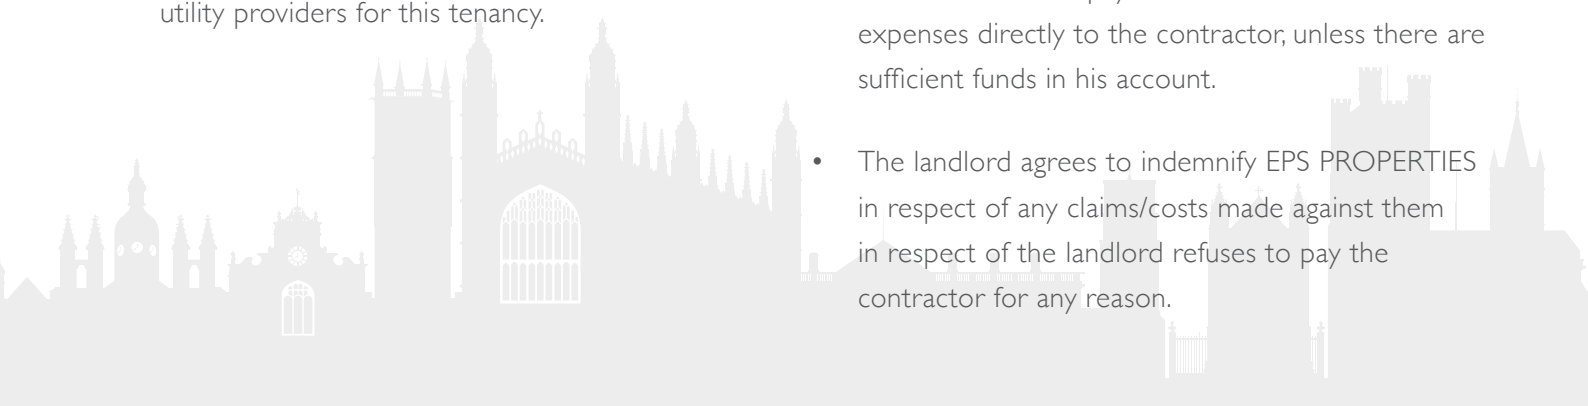 utility providers for this tenancy.
expenses directly to the contractor, unless there are
sufficient funds in his account.
• The landlord agrees to indemnify EPS PROPERTIES
in respect of any claims/costs made against them
in respect of the landlord refuses to pay the
contractor for any reason.